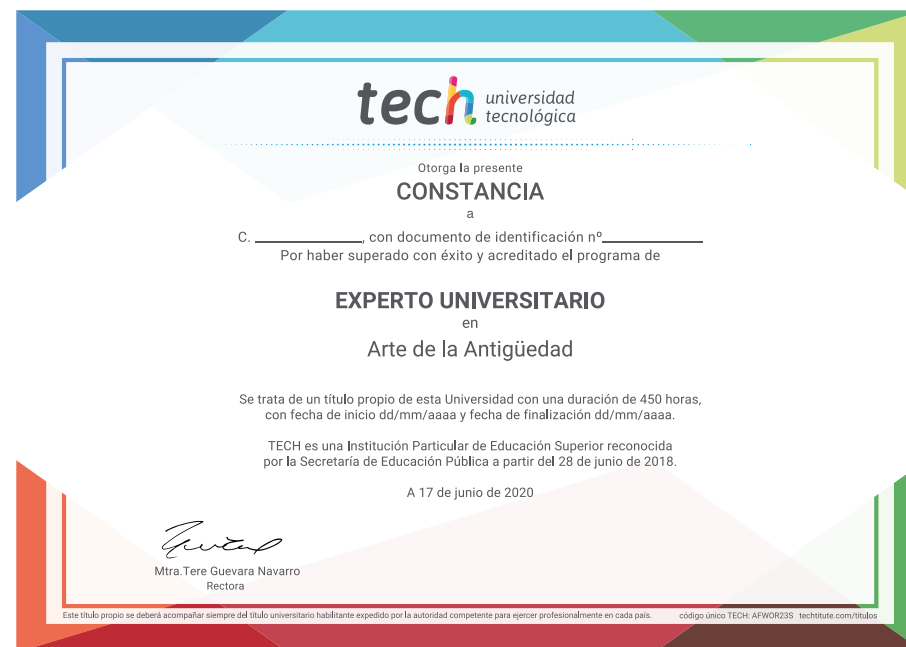 tech universidad
tecnológica
Otorga la presente
CONSTANCIA
a
C. ____________, con documento de identificación nº____________
Por haber superado con éxito y acreditado el programa de
EXPERTO UNIVERSITARIO
en
Arte de la Antigüedad
Se trata de un título propio de esta Universidad con una duración de 450 horas,
con fecha de inicio dd/mm/aaaa y fecha de finalización dd/mm/aaaa.
TECH es una Institución Particular de Educación Superior reconocida
por la Secretaría de Educación Pública a partir del 28 de junio de 2018.
A 17 de junio de 2020
Mtra.Tere Guevara Navarro
Rectora
Este título propio se deberá acompañar siempre del título universitario habilitante expedido por la autoridad competente para ejercer profesionalmente en cada país. código único TECH: AFWOR23S techtitute.com/titulos